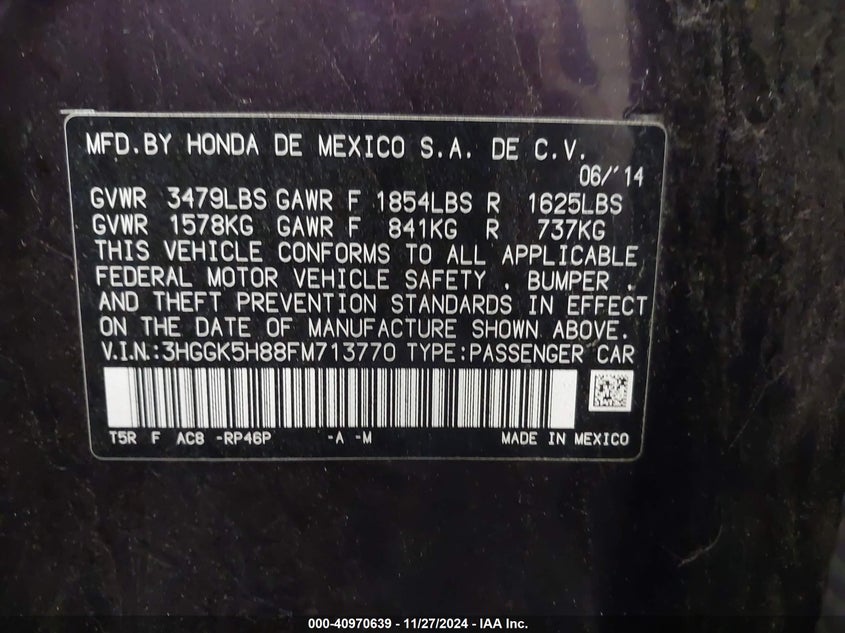 MFD.BY HONDA DE MEXICO S.A. DE C.V.
06/'14
GVWR 3479LBS GAWR F 1854LBS R 1625LBS
GVWR 1578KG GAWR F 841KG R 737KG
THIS VEHICLE CONFORMS TO ALL APPLICABLE
FEDERAL MOTOR VEHICLE SAFETY , BUMPER ,
AND THEFT PREVENTION STANDARDS IN EFFECT
ON THE DATE OF MANUFACTURE SHOWN ABOVE.
V.I.N.:3HGGK5H88FM713770 TYPE:PASSENGER CAR
T5R F AC8 -RP46P -A -M MADE IN MEXICO
000-40970639 - 11/27/2024 - IAA Inc.